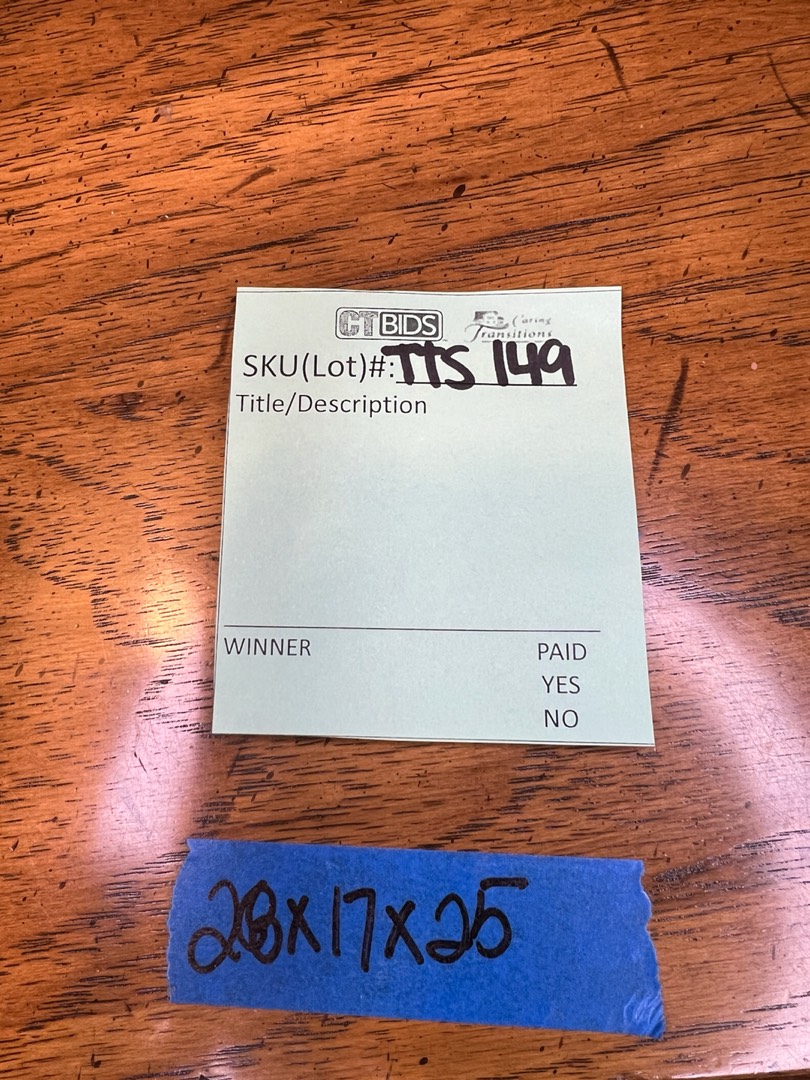 CTBIDS
Caring
Transitions
SKU(Lot)#:TTS 149
Title/Description
WINNER
PAID
YES
NO
28x17x25